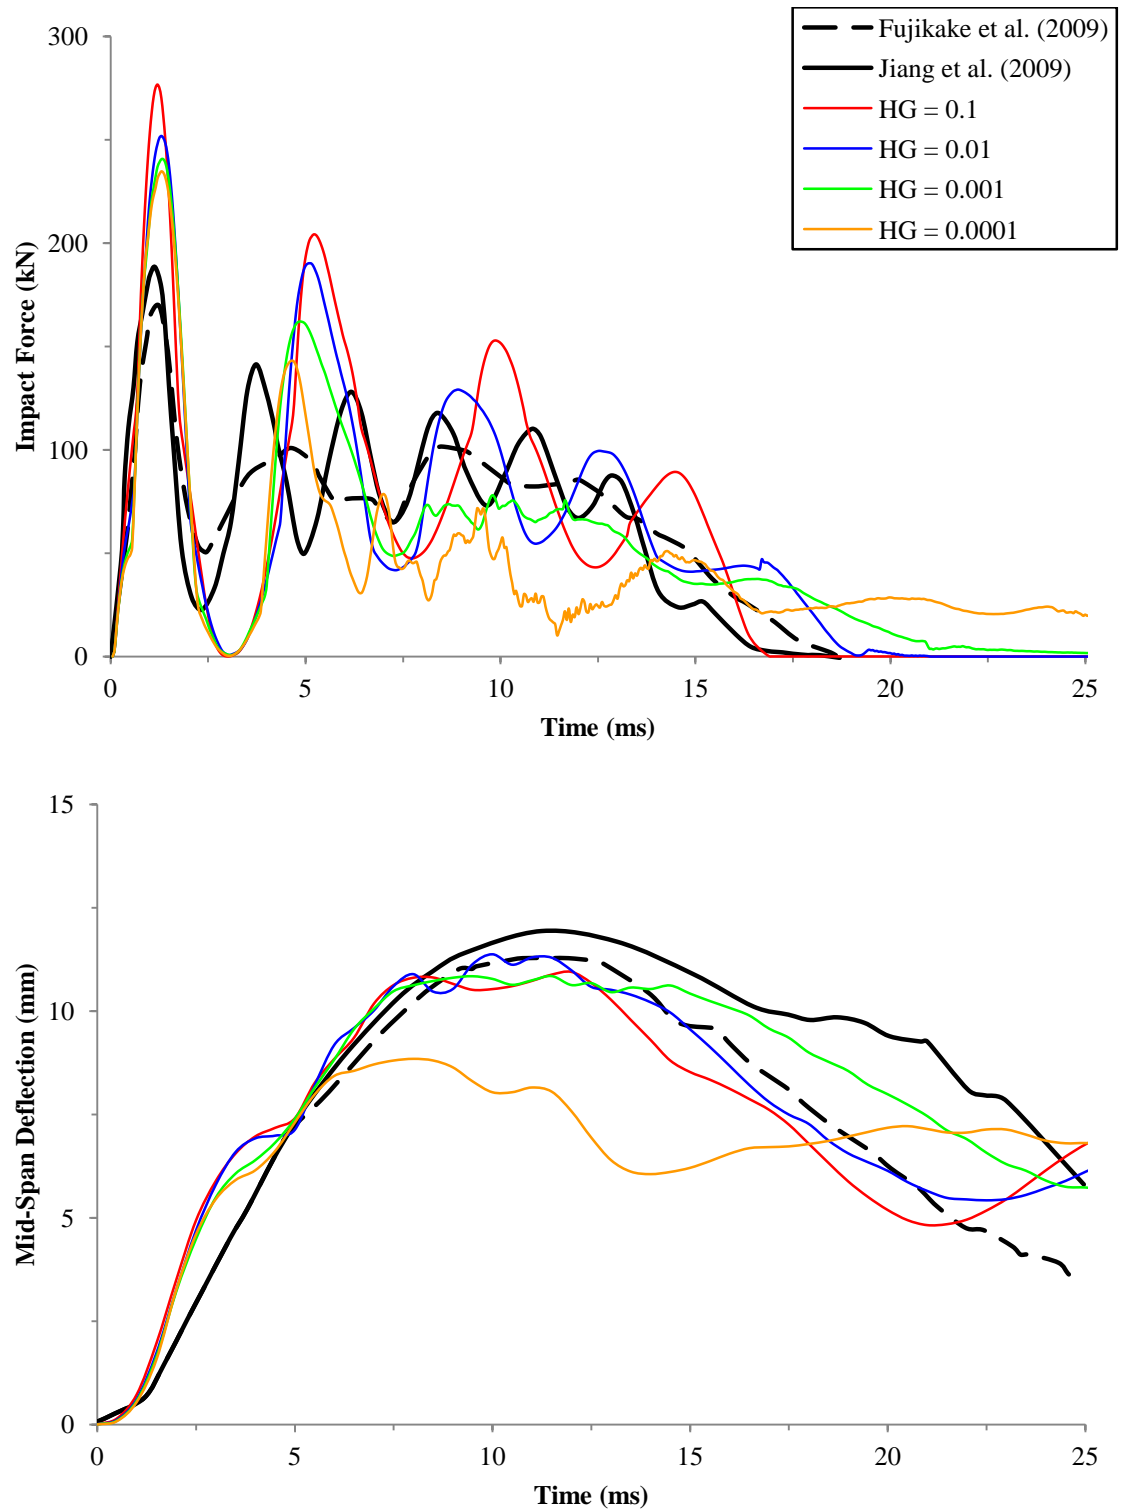 Fujikake et al. (2009)
Jiang et al. (2009)
HG = 0.1
HG = 0.01
HG = 0.001
HG = 0.0001
300
200
100
0
Impact Force (kN)
0 5 10 15 20 25
Time (ms)
15
10
5
0
Mid-Span Deflection (mm)
0 5 10 15 20 25
Time (ms)